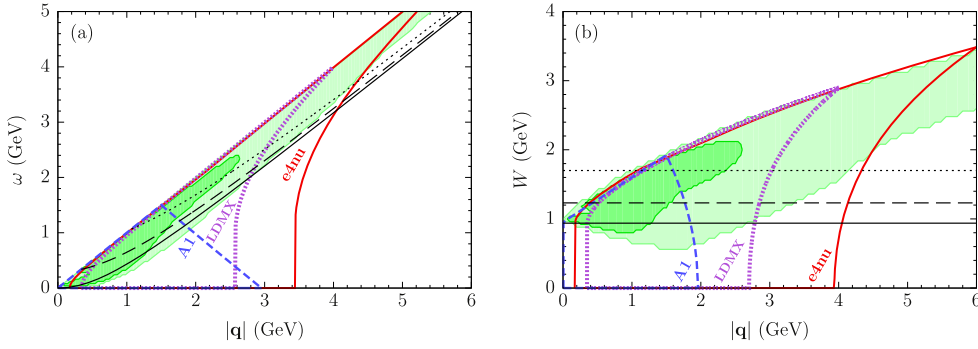 (a)
5
4
3
2
1
0
ω (GeV)
0 1 2 3 4 5 6
|q| (GeV)
A1
LDMX
e4nu
(b)
4
3
2
1
0
W (GeV)
0 1 2 3 4 5 6
|q| (GeV)
A1
LDMX
e4nu